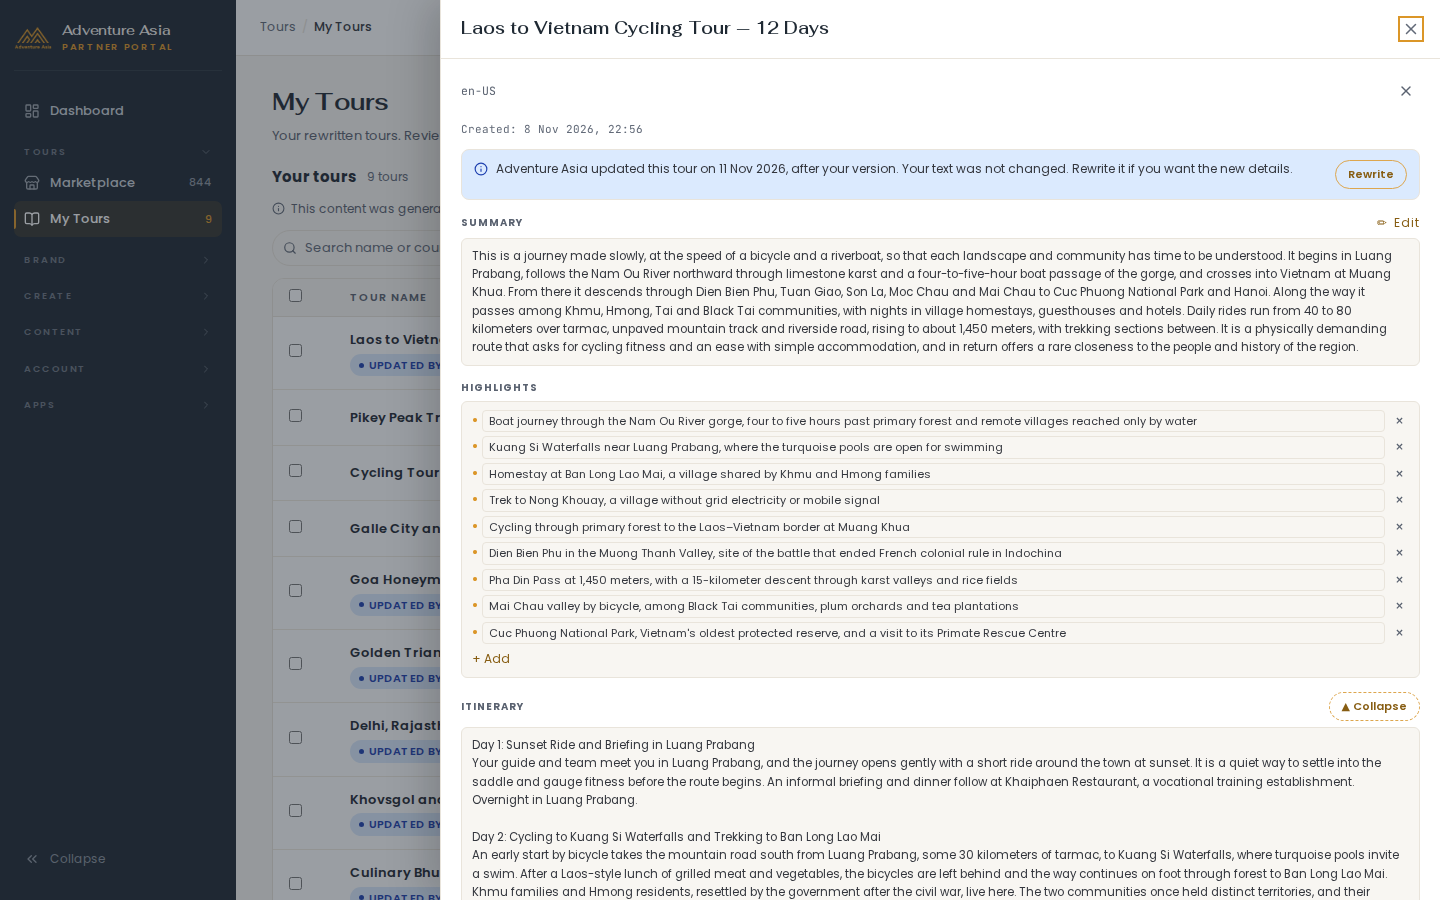 Adventure Asia
PARTNER PORTAL
Dashboard
TOURS
Marketplace 844
My Tours 9
BRAND
CREATE
CONTENT
ACCOUNT
APPS
Collapse
Tours / My Tours
My Tours
Your rewritten tours. Revie
Your tours 9 tours
This content was genera
Search name or cou
TOUR NAME
Laos to Vietn
UPDATED BY
Pikey Peak Tr
Cycling Tour
Galle City an
Goa Honeym
UPDATED BY
Golden Trian
UPDATED BY
Delhi, Rajasth
UPDATED BY
Khovsgol and
UPDATED BY
Culinary Bhu
UPDATED BY
Laos to Vietnam Cycling Tour — 12 Days
en-US
Created: 8 Nov 2026, 22:56
Adventure Asia updated this tour on 11 Nov 2026, after your version. Your text was not changed. Rewrite it if you want the new details.
Rewrite
SUMMARY
Edit
This is a journey made slowly, at the speed of a bicycle and a riverboat, so that each landscape and community has time to be understood. It begins in Luang
Prabang, follows the Nam Ou River northward through limestone karst and a four-to-five-hour boat passage of the gorge, and crosses into Vietnam at Muang
Khua. From there it descends through Dien Bien Phu, Tuan Giao, Son La, Moc Chau and Mai Chau to Cuc Phuong National Park and Hanoi. Along the way it
passes among Khmu, Hmong, Tai and Black Tai communities, with nights in village homestays, guesthouses and hotels. Daily rides run from 40 to 80
kilometers over tarmac, unpaved mountain track and riverside road, rising to about 1,450 meters, with trekking sections between. It is a physically demanding
route that asks for cycling fitness and an ease with simple accommodation, and in return offers a rare closeness to the people and history of the region.
HIGHLIGHTS
Boat journey through the Nam Ou River gorge, four to five hours past primary forest and remote villages reached only by water
Kuang Si Waterfalls near Luang Prabang, where the turquoise pools are open for swimming
Homestay at Ban Long Lao Mai, a village shared by Khmu and Hmong families
Trek to Nong Khouay, a village without grid electricity or mobile signal
Cycling through primary forest to the Laos–Vietnam border at Muang Khua
Dien Bien Phu in the Muong Thanh Valley, site of the battle that ended French colonial rule in Indochina
Pha Din Pass at 1,450 meters, with a 15-kilometer descent through karst valleys and rice fields
Mai Chau valley by bicycle, among Black Tai communities, plum orchards and tea plantations
Cuc Phuong National Park, Vietnam's oldest protected reserve, and a visit to its Primate Rescue Centre
+ Add
ITINERARY
▲ Collapse
Day 1: Sunset Ride and Briefing in Luang Prabang
Your guide and team meet you in Luang Prabang, and the journey opens gently with a short ride around the town at sunset. It is a quiet way to settle into the
saddle and gauge fitness before the route begins. An informal briefing and dinner follow at Khaiphaen Restaurant, a vocational training establishment.
Overnight in Luang Prabang.
Day 2: Cycling to Kuang Si Waterfalls and Trekking to Ban Long Lao Mai
An early start by bicycle takes the mountain road south from Luang Prabang, some 30 kilometers of tarmac, to Kuang Si Waterfalls, where turquoise pools invite
a swim. After a Laos-style lunch of grilled meat and vegetables, the bicycles are left behind and the way continues on foot through forest to Ban Long Lao Mai.
Khmu families and Hmong residents, resettled by the government after the civil war, live here. The two communities once held distinct territories, and their